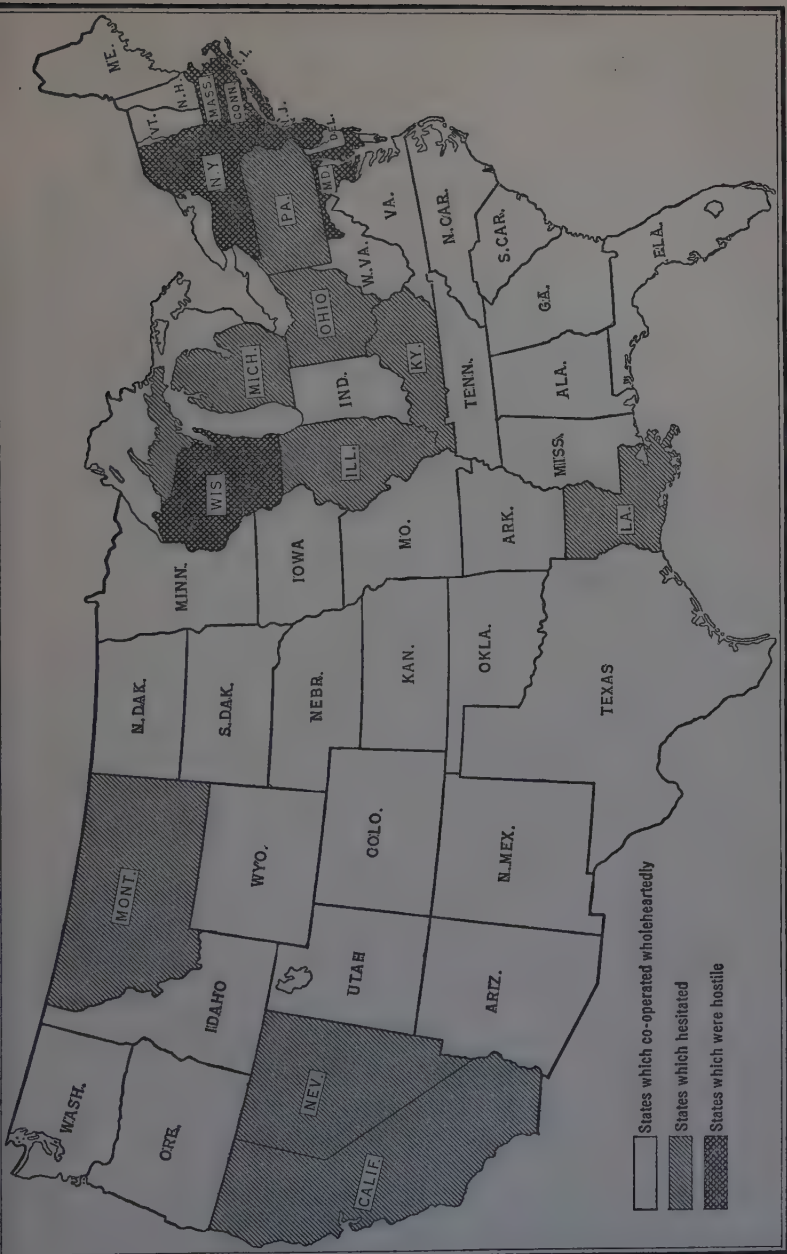 WASH.
ORE.
CALIF.
NEV.
IDAHO
MONT.
WYO.
UTAH
ARIZ.
COLO.
N.MEX.
N.DAK.
S.DAK.
NEBR.
KAN.
OKLA.
TEXAS
MINN.
IOWA
MO.
ARK.
LA.
WIS
ILL.
MICH.
IND.
OHIO
KY.
TENN.
MISS.
ALA.
GA.
FLA.
S.CAR.
N.CAR.
VA.
W.VA.
MD.
DEL.
PA.
N.J.
N.Y
CONN.
R.I.
MASS.
VT.
N.H.
ME.
States which co-operated wholeheartedly
States which hesitated
States which were hostile